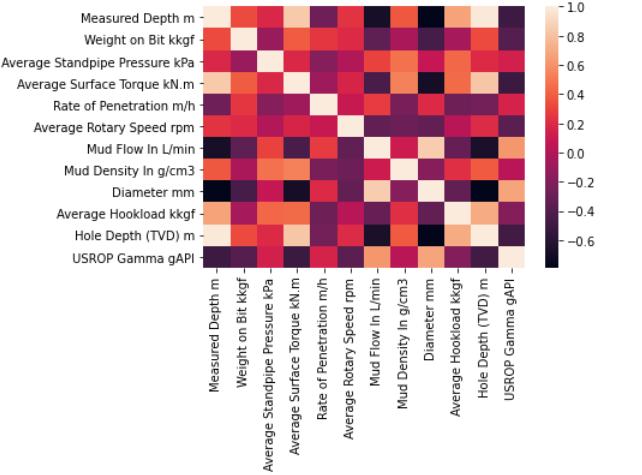 Measured Depth m
Weight on Bit kkgf
Average Standpipe Pressure kPa
Average Surface Torque kN.m
Rate of Penetration m/h
Average Rotary Speed rpm
Mud Flow In L/min
Mud Density In g/cm3
Diameter mm
Average Hookload kkgf
Hole Depth (TVD) m
USROP Gamma gAPI
Measured Depth m
Weight on Bit kkgf
Average Standpipe Pressure kPa
Average Surface Torque kN.m
Rate of Penetration m/h
Average Rotary Speed rpm
Mud Flow In L/min
Mud Density In g/cm3
Diameter mm
Average Hookload kkgf
Hole Depth (TVD) m
USROP Gamma gAPI
1.0
0.8
0.6
0.4
0.2
0.0
−0.2
−0.4
−0.6